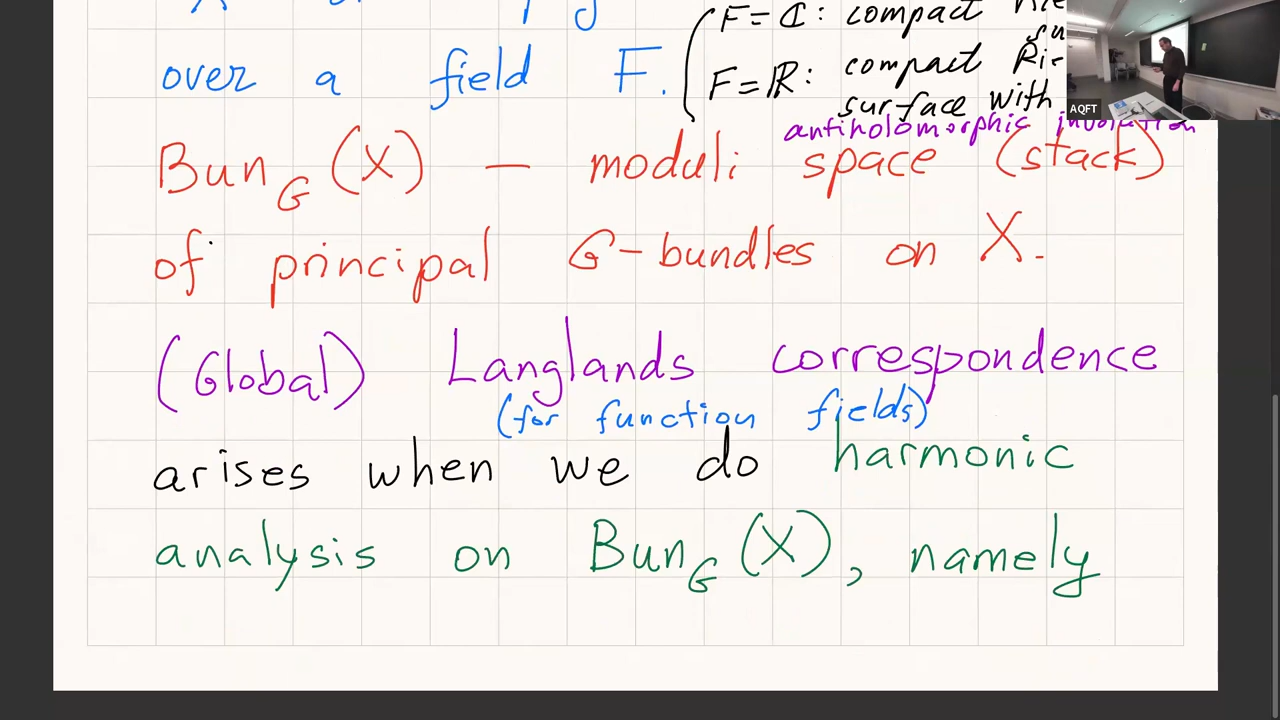 F = ℂ: compact
over a field F.
F = ℝ: compact
surface with
antiholomorphic involution
AQFT
Bun_G (X) — moduli space (stack)
of principal G-bundles on X.
(Global) Langlands correspondence
(for function fields)
arises when we do harmonic
analysis on Bun_G (X), namely